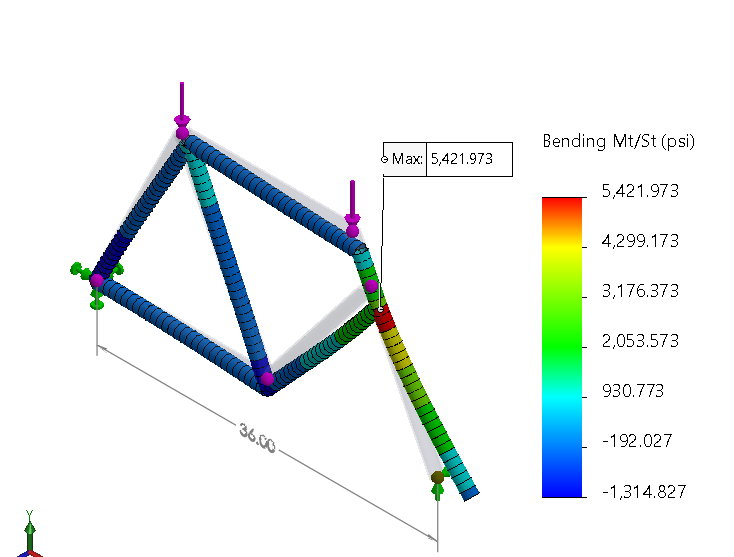 Bending Mt/St (psi)
Max: 5,421.973
5,421.973
4,299.173
3,176.373
2,053.573
930.773
-192.027
-1,314.827
36.00
Y